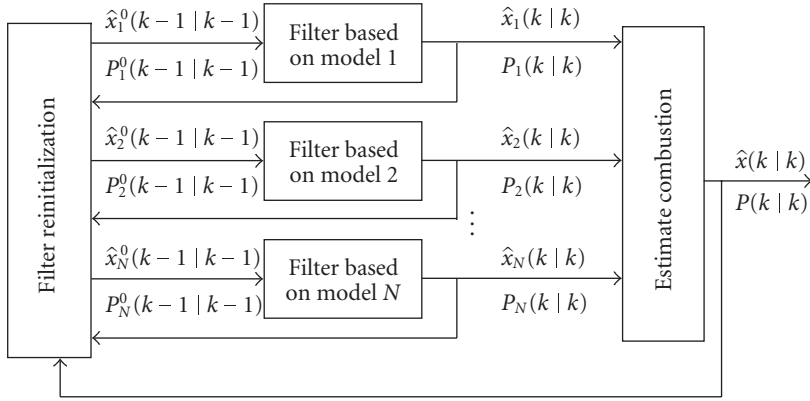 Filter reinitialization
x̂₁⁰(k − 1 | k − 1)
P₁⁰(k − 1 | k − 1)
Filter based
on model 1
x̂₁(k | k)
P₁(k | k)
x̂₂⁰(k − 1 | k − 1)
P₂⁰(k − 1 | k − 1)
Filter based
on model 2
x̂₂(k | k)
P₂(k | k)
⋮
x̂_N⁰(k − 1 | k − 1)
P_N⁰(k − 1 | k − 1)
Filter based
on model N
x̂_N(k | k)
P_N(k | k)
Estimate combustion
x̂(k | k)
P(k | k)